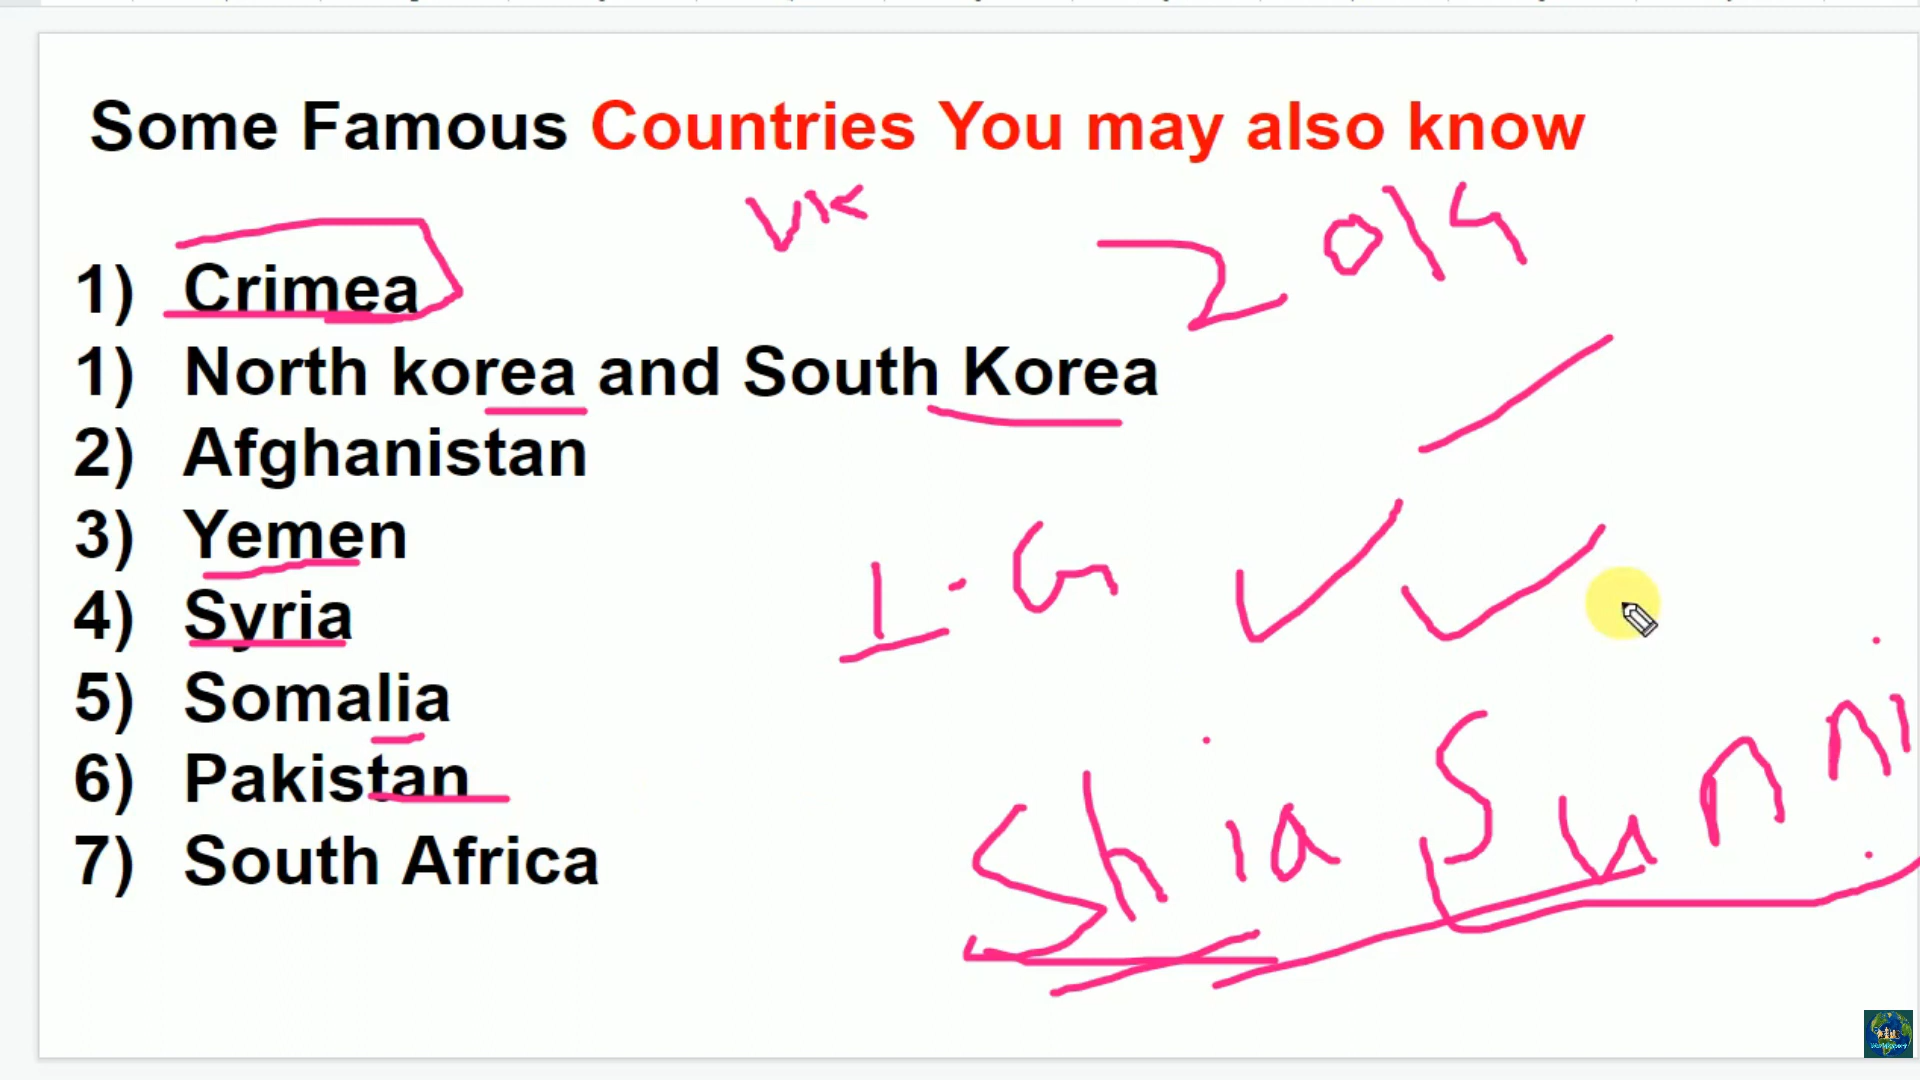 Some Famous Countries You may also know
UK
2014
1) Crimea
1) North korea and South Korea
2) Afghanistan
3) Yemen
I-G
4) Syria
5) Somalia
6) Pakistan
Shia Sunni
7) South Africa